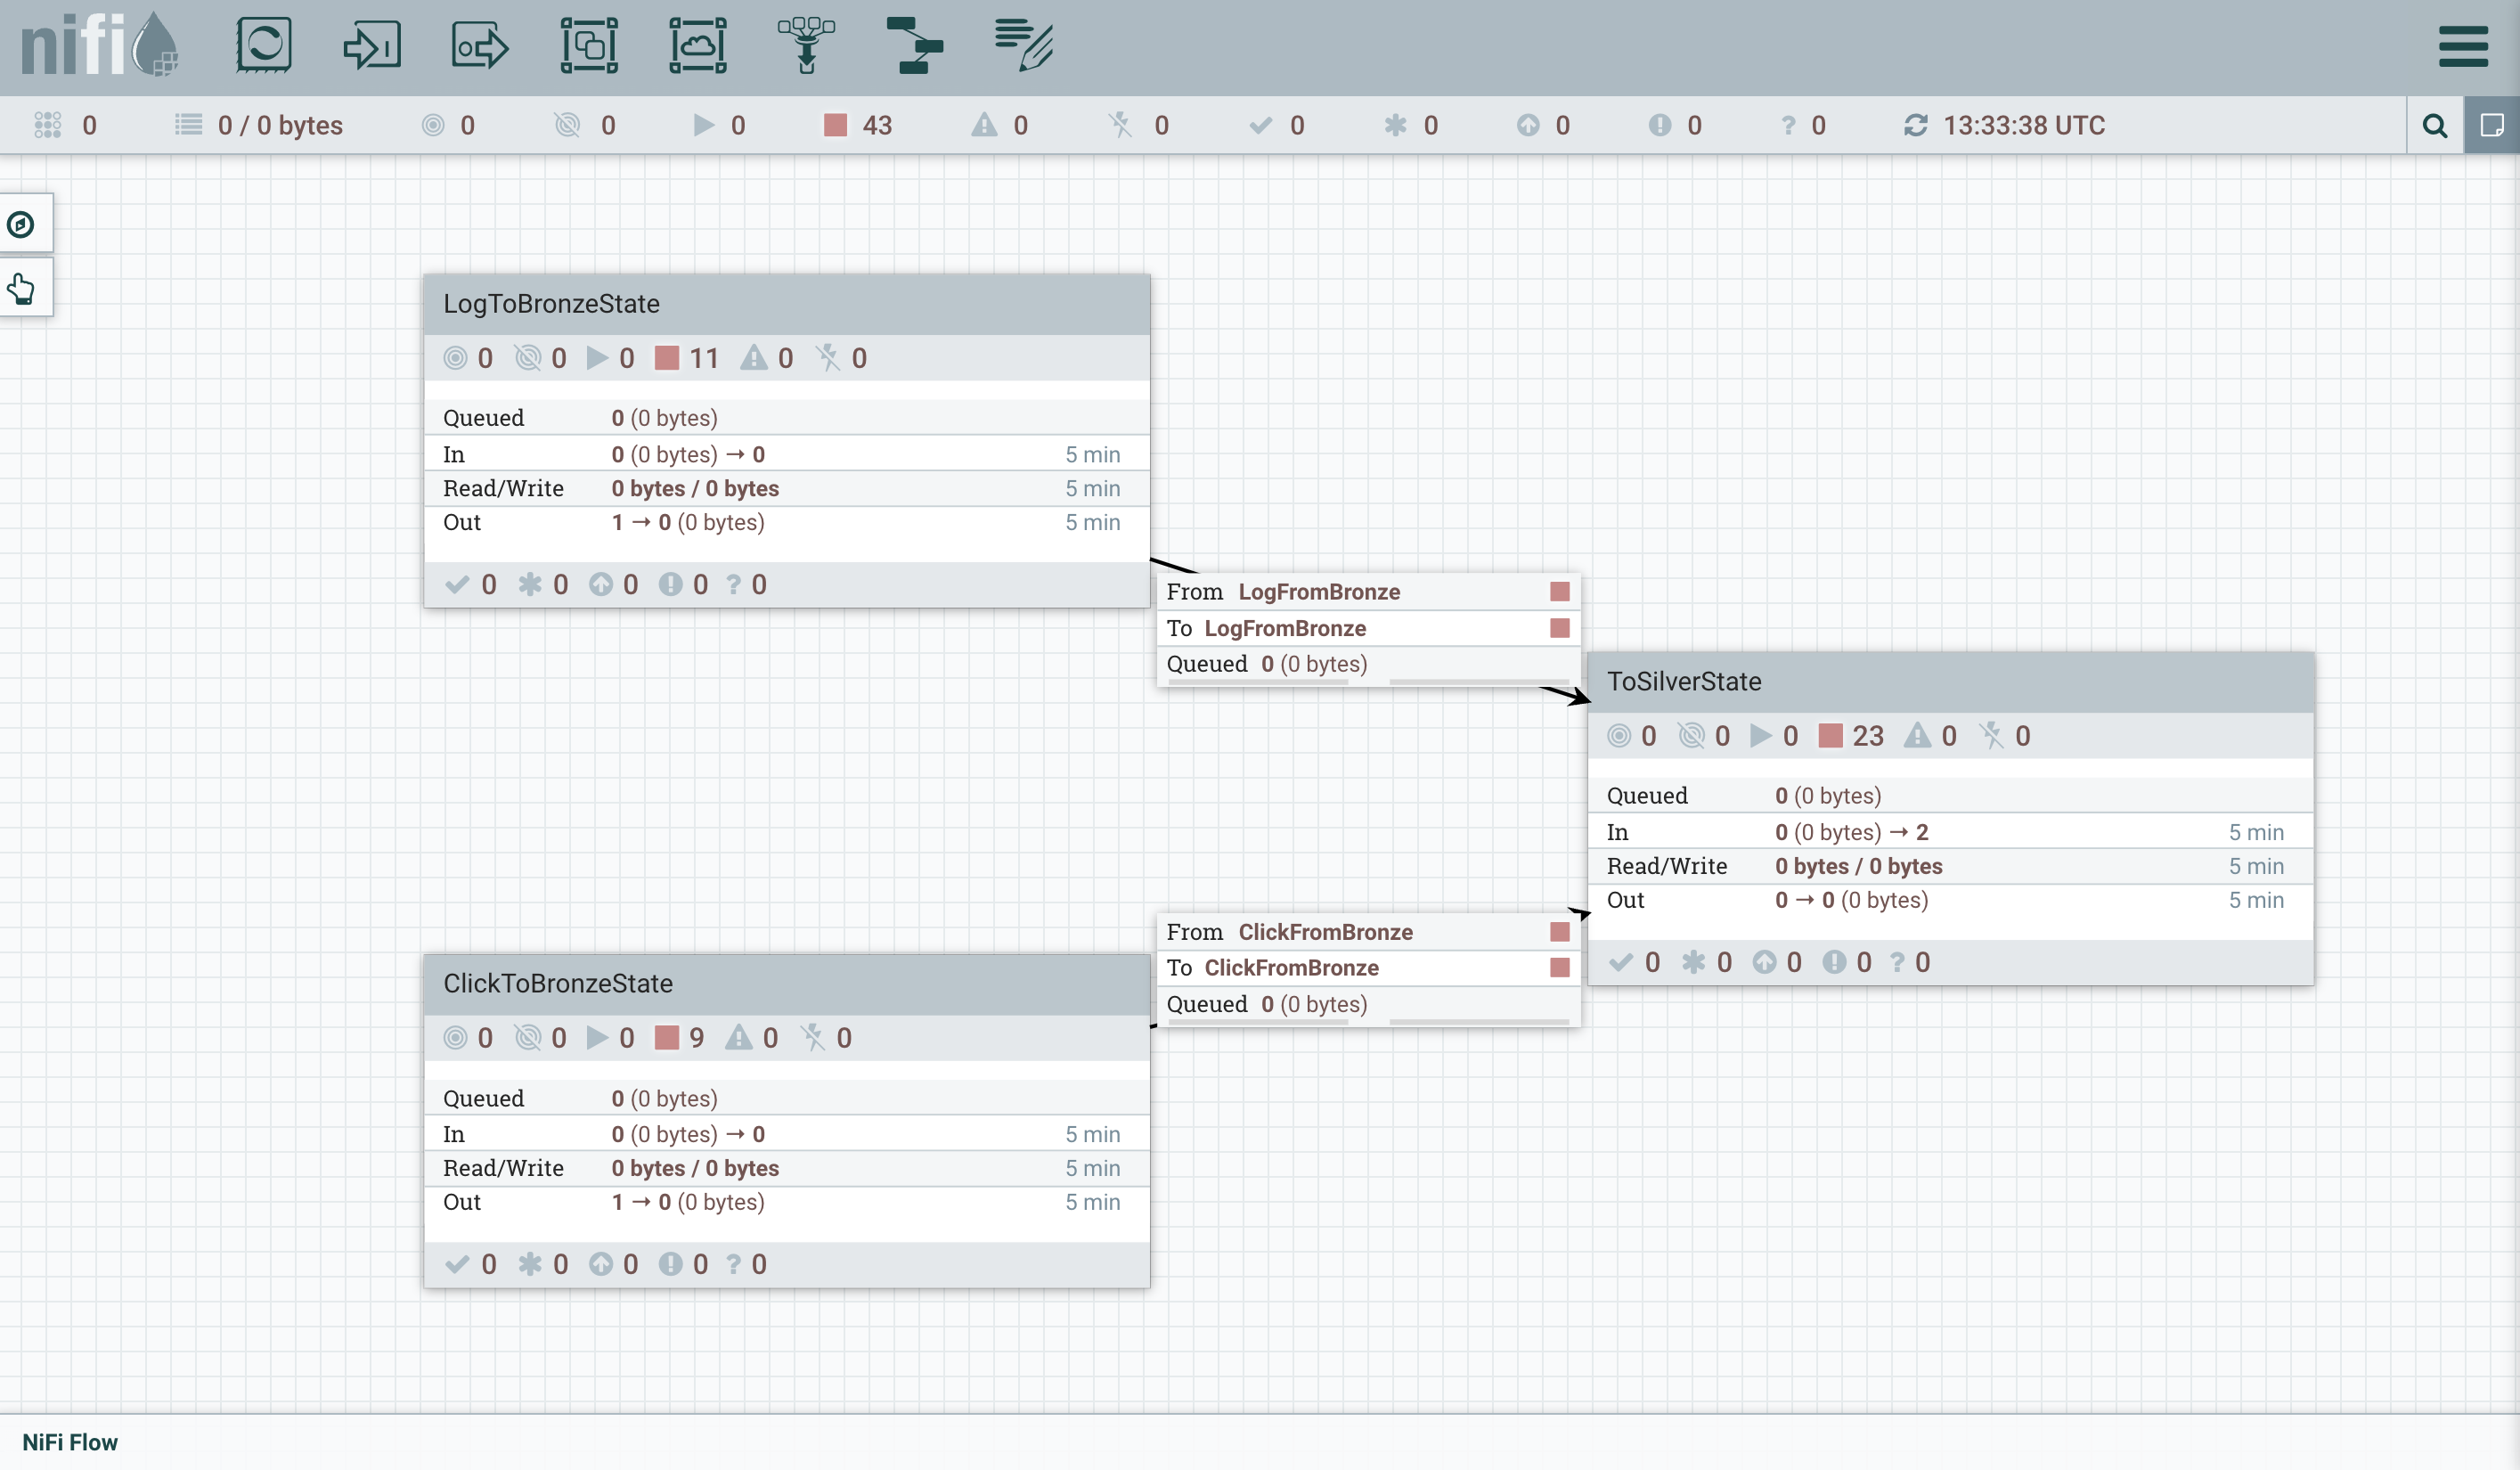 nifi
0 0 / 0 bytes 0 0 0 43 0 0 0 0 0 0 ? 0 13:33:38 UTC
LogToBronzeState
0 0 0 11 0 0
Queued 0 (0 bytes)
In 0 (0 bytes) → 0 5 min
Read/Write 0 bytes / 0 bytes 5 min
Out 1 → 0 (0 bytes) 5 min
0 0 0 0 ? 0
From LogFromBronze
To LogFromBronze
Queued 0 (0 bytes)
ToSilverState
0 0 0 23 0 0
Queued 0 (0 bytes)
In 0 (0 bytes) → 2 5 min
Read/Write 0 bytes / 0 bytes 5 min
Out 0 → 0 (0 bytes) 5 min
0 0 0 0 ? 0
From ClickFromBronze
To ClickFromBronze
Queued 0 (0 bytes)
ClickToBronzeState
0 0 0 9 0 0
Queued 0 (0 bytes)
In 0 (0 bytes) → 0 5 min
Read/Write 0 bytes / 0 bytes 5 min
Out 1 → 0 (0 bytes) 5 min
0 0 0 0 ? 0
NiFi Flow